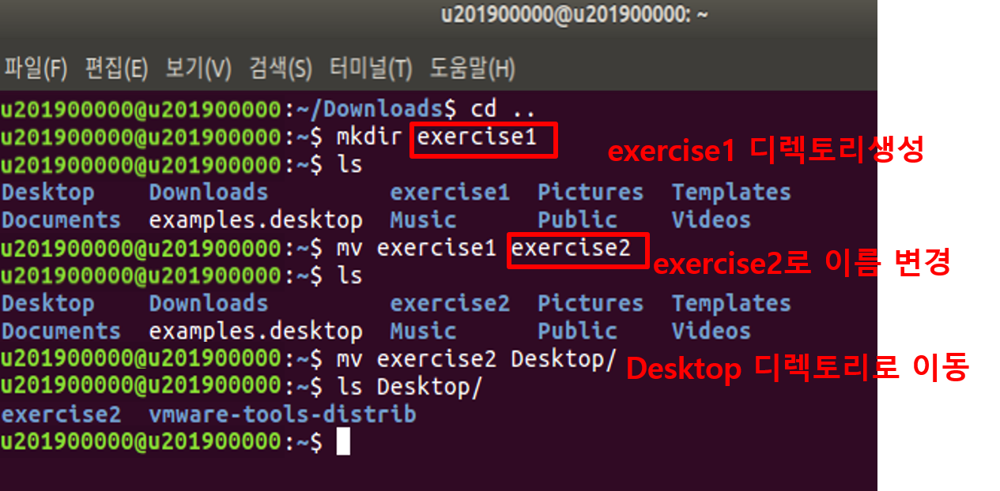 u201900000@u201900000: ~
파일(F) 편집(E) 보기(V) 검색(S) 터미널(T) 도움말(H)
u201900000@u201900000:~/Downloads$ cd ..
u201900000@u201900000:~$ mkdir exercise1
exercise1 디렉토리생성
u201900000@u201900000:~$ ls
Desktop Downloads exercise1 Pictures Templates
Documents examples.desktop Music Public Videos
u201900000@u201900000:~$ mv exercise1 exercise2
exercise2로 이름 변경
u201900000@u201900000:~$ ls
Desktop Downloads exercise2 Pictures Templates
Documents examples.desktop Music Public Videos
u201900000@u201900000:~$ mv exercise2 Desktop/
Desktop 디렉토리로 이동
u201900000@u201900000:~$ ls Desktop/
exercise2 vmware-tools-distrib
u201900000@u201900000:~$